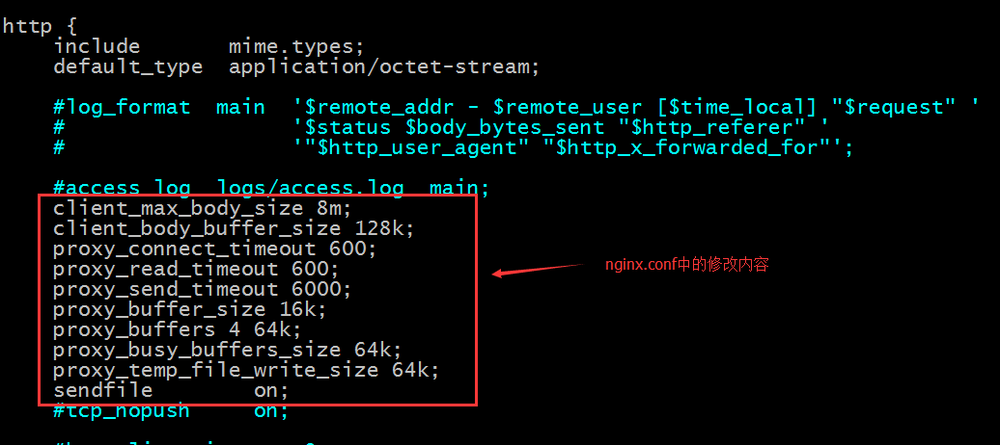 http {
    include       mime.types;
    default_type  application/octet-stream;
    #log_format  main  '$remote_addr - $remote_user [$time_local] "$request" '
    #                  '$status $body_bytes_sent "$http_referer" '
    #                  '"$http_user_agent" "$http_x_forwarded_for"';
    #access_log  logs/access.log  main;
    client_max_body_size 8m;
    client_body_buffer_size 128k;
    proxy_connect_timeout 600;
    proxy_read_timeout 600;
    nginx.conf中的修改内容
    proxy_send_timeout 6000;
    proxy_buffer_size 16k;
    proxy_buffers 4 64k;
    proxy_busy_buffers_size 64k;
    proxy_temp_file_write_size 64k;
    sendfile        on;
    #tcp_nopush     on;